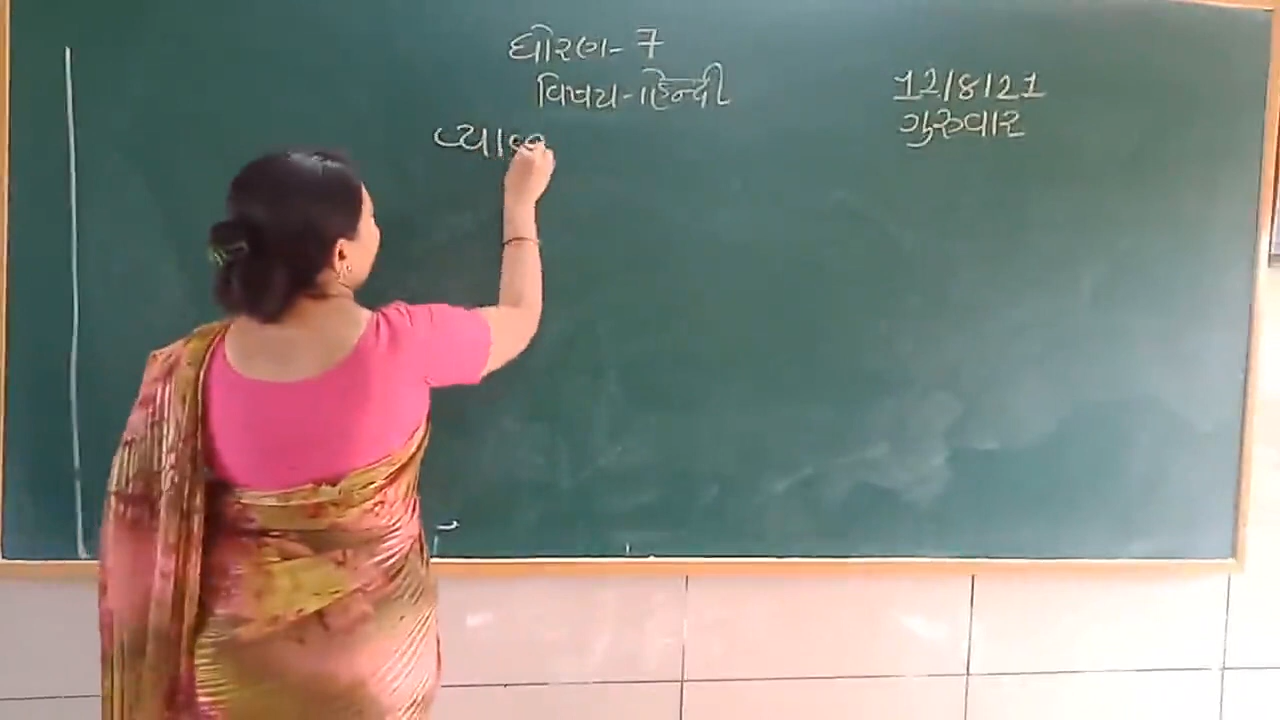 ધોરણ - 7
વિષય - હિન્દી
12/8/21
ગુરુવાર